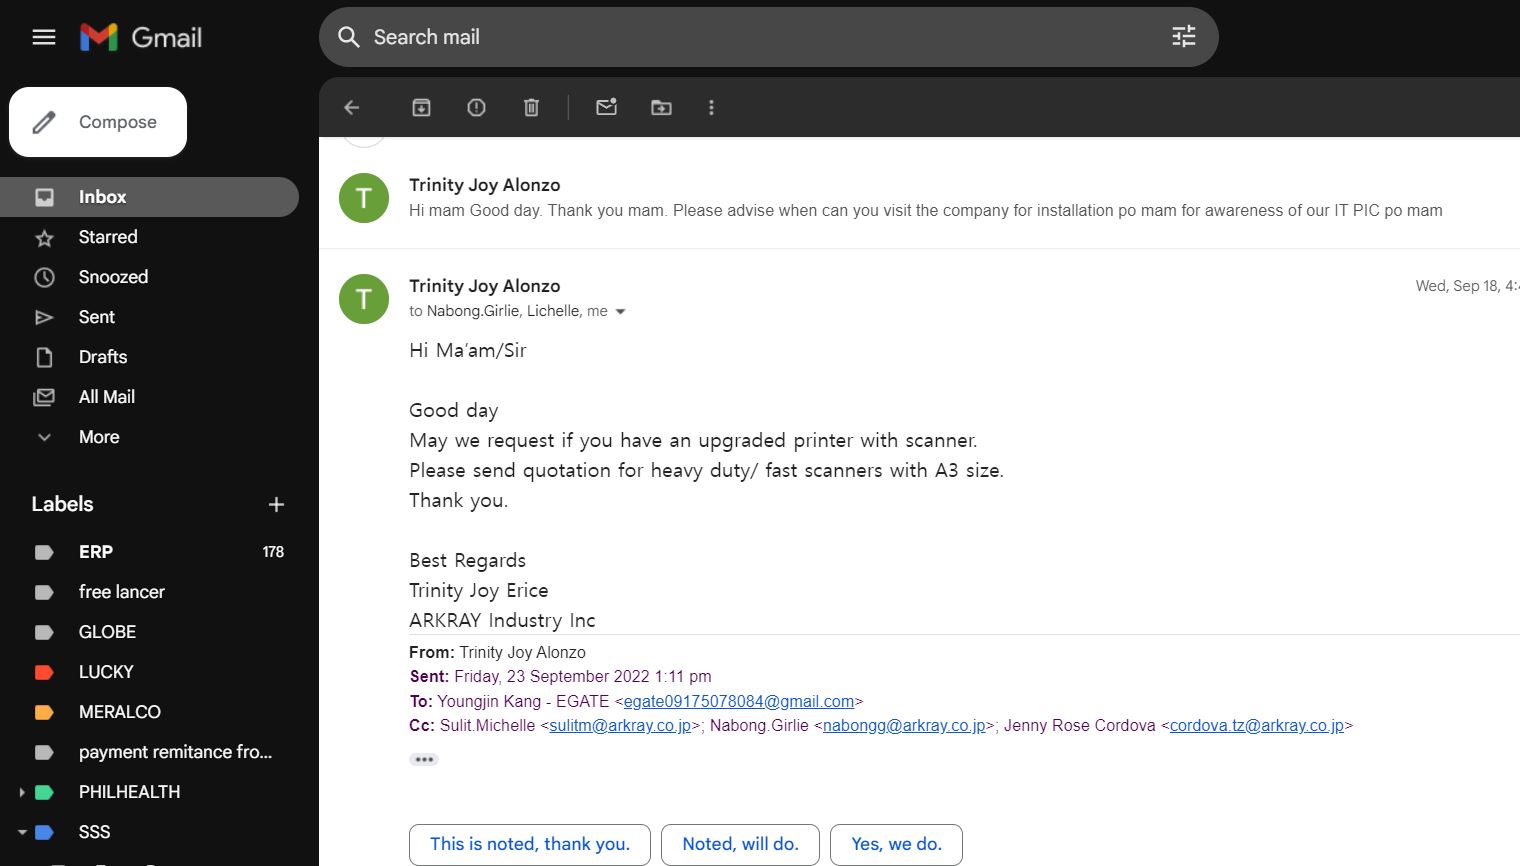 Gmail
Search mail
Compose
Inbox
Starred
Snoozed
Sent
Drafts
All Mail
More
Labels
ERP 178
free lancer
GLOBE
LUCKY
MERALCO
payment remitance fro...
PHILHEALTH
SSS
T
Trinity Joy Alonzo
Hi mam Good day. Thank you mam. Please advise when can you visit the company for installation po mam for awareness of our IT PIC po mam
T
Trinity Joy Alonzo
Wed, Sep 18,
to Nabong.Girlie, Lichelle, me
Hi Ma'am/Sir
Good day
May we request if you have an upgraded printer with scanner.
Please send quotation for heavy duty/ fast scanners with A3 size.
Thank you.
Best Regards
Trinity Joy Erice
ARKRAY Industry Inc
From: Trinity Joy Alonzo
Sent: Friday, 23 September 2022 1:11 pm
To: Youngjin Kang - EGATE <egate09175078084@gmail.com>
Cc: Sulit.Michelle <sulitm@arkray.co.jp>; Nabong.Girlie <nabongg@arkray.co.jp>; Jenny Rose Cordova <cordova.tz@arkray.co.jp>
This is noted, thank you.
Noted, will do.
Yes, we do.